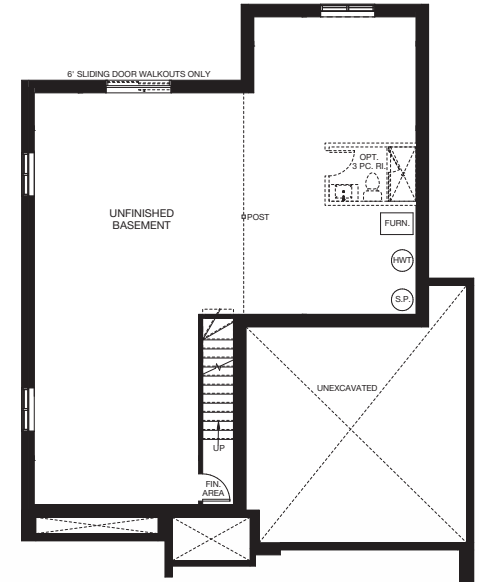 6' SLIDING DOOR WALKOUTS ONLY
OPT.
3 PC. RI.
UNFINISHED
BASEMENT
POST
FURN.
HWT
S.P.
UNEXCAVATED
UP
FIN.
AREA